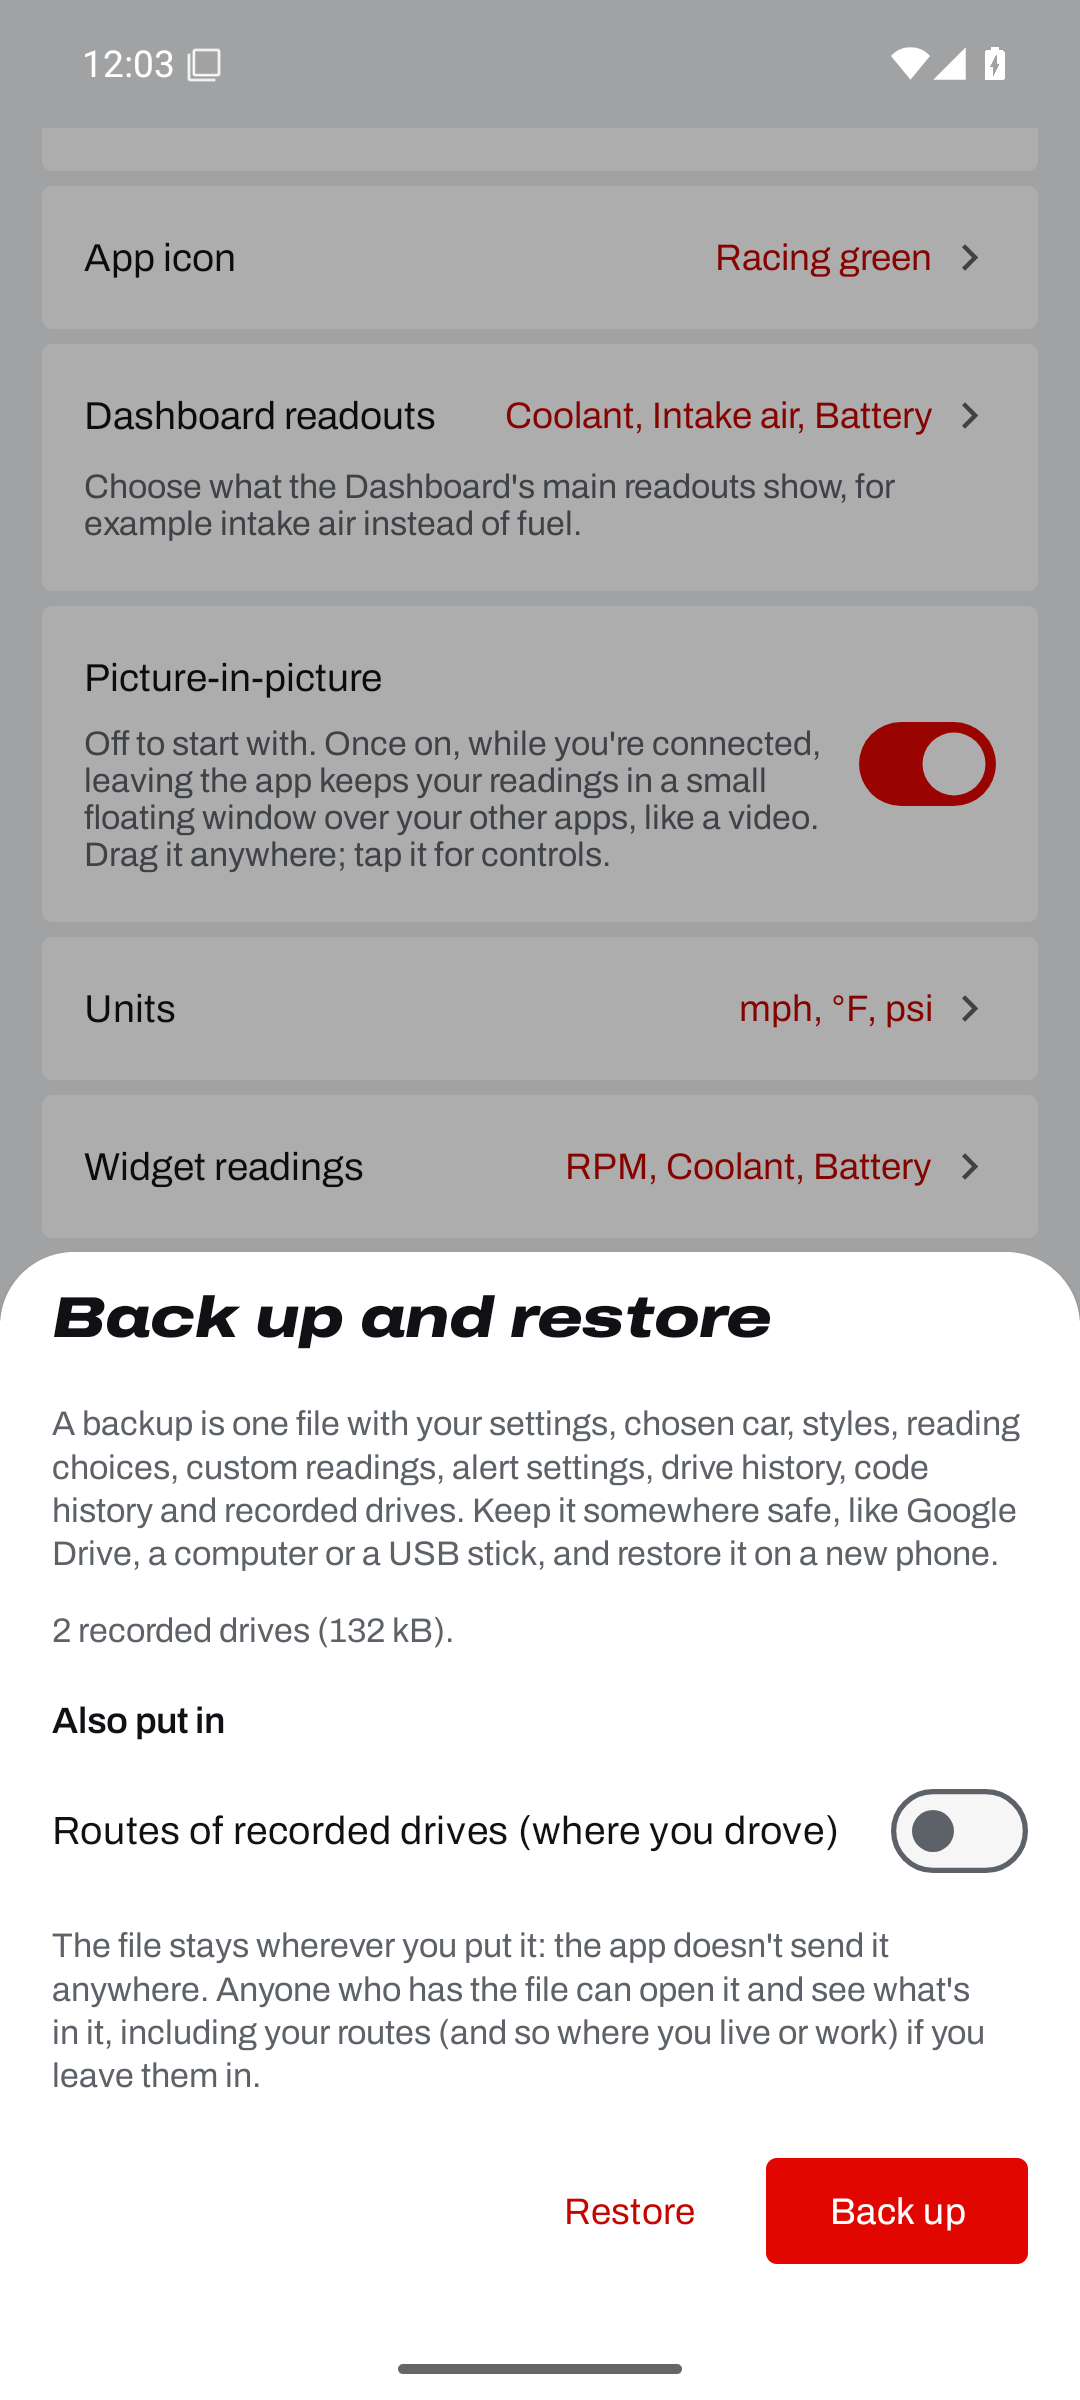 12:03
App icon
Racing green
Dashboard readouts
Coolant, Intake air, Battery
Choose what the Dashboard's main readouts show, for
example intake air instead of fuel.
Picture-in-picture
Off to start with. Once on, while you're connected,
leaving the app keeps your readings in a small
floating window over your other apps, like a video.
Drag it anywhere; tap it for controls.
Units
mph, °F, psi
Widget readings
RPM, Coolant, Battery
Back up and restore
A backup is one file with your settings, chosen car, styles, reading
choices, custom readings, alert settings, drive history, code
history and recorded drives. Keep it somewhere safe, like Google
Drive, a computer or a USB stick, and restore it on a new phone.
2 recorded drives (132 kB).
Also put in
Routes of recorded drives (where you drove)
The file stays wherever you put it: the app doesn't send it
anywhere. Anyone who has the file can open it and see what's
in it, including your routes (and so where you live or work) if you
leave them in.
Restore
Back up